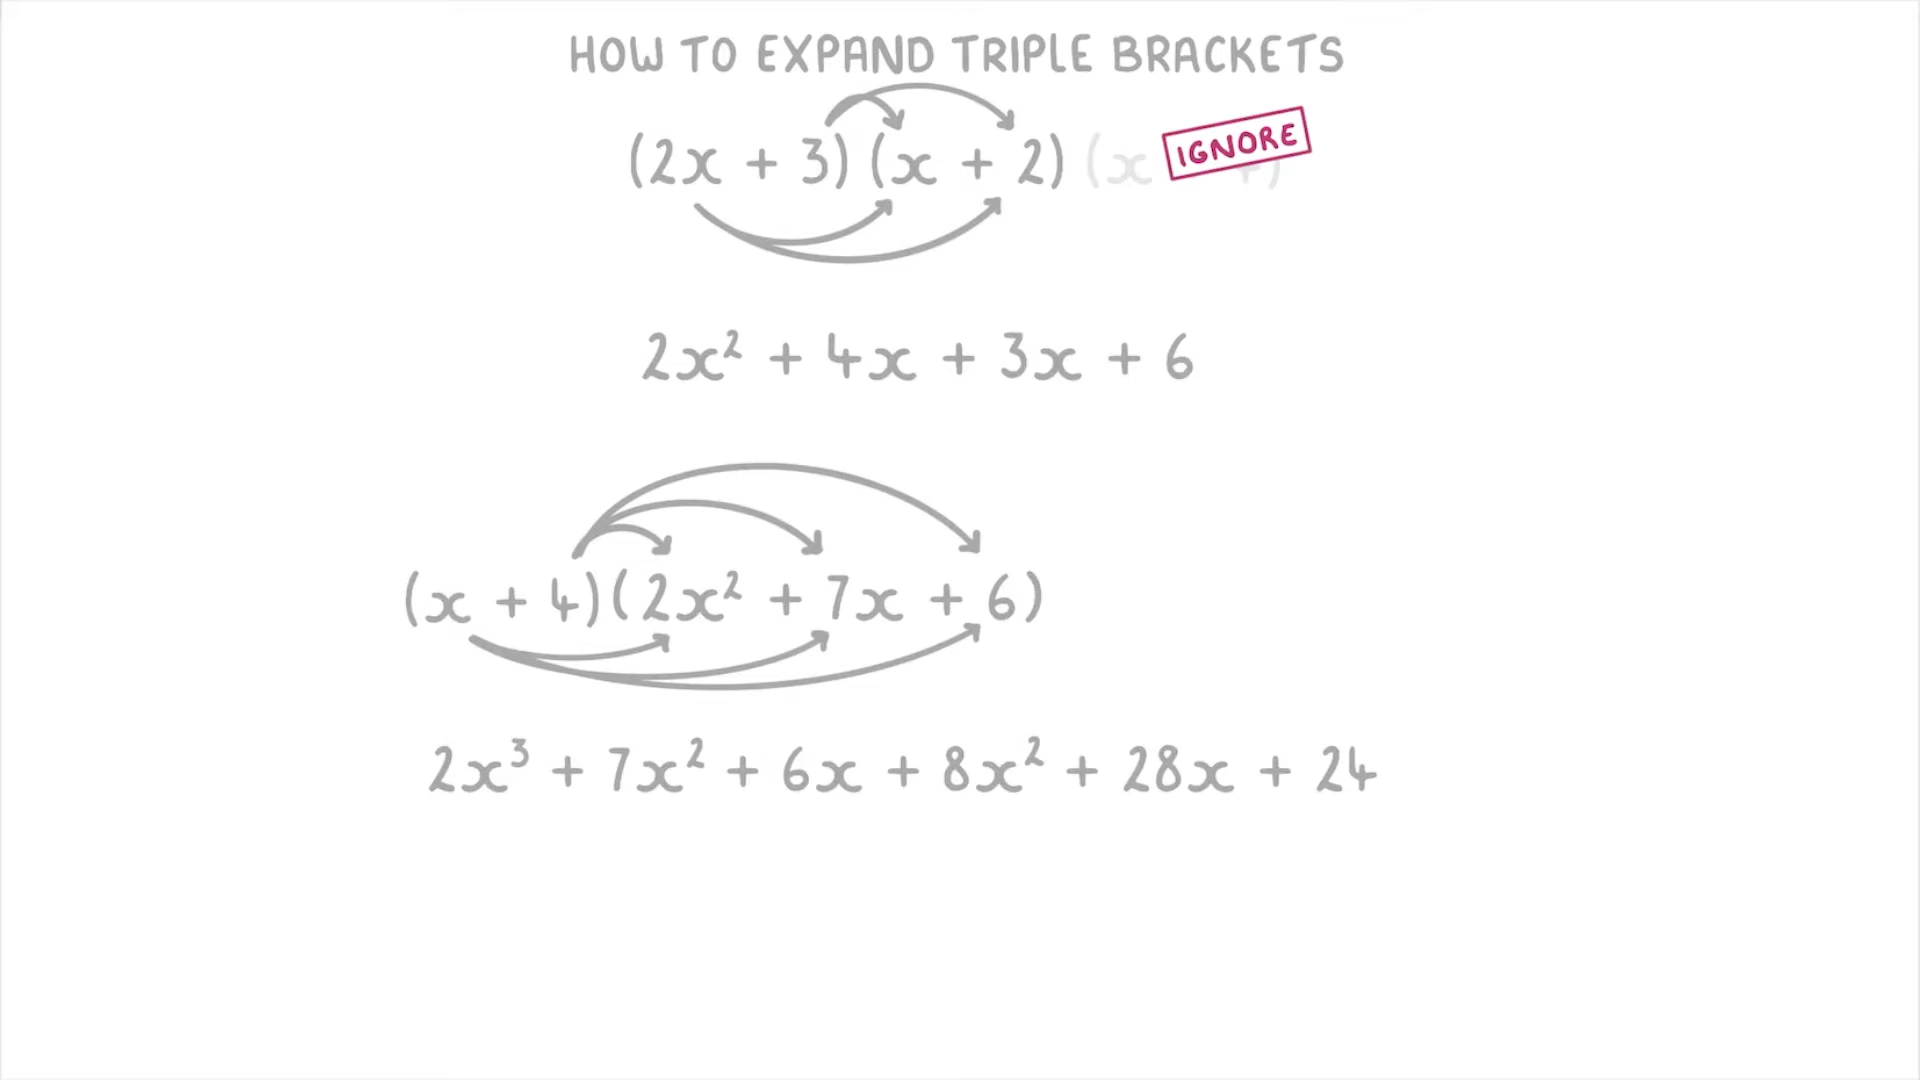 HOW TO EXPAND TRIPLE BRACKETS
(2x + 3)(x + 2)(x IGNORE )
2x² + 4x + 3x + 6
(x + 4)(2x² + 7x + 6)
2x³ + 7x² + 6x + 8x² + 28x + 24